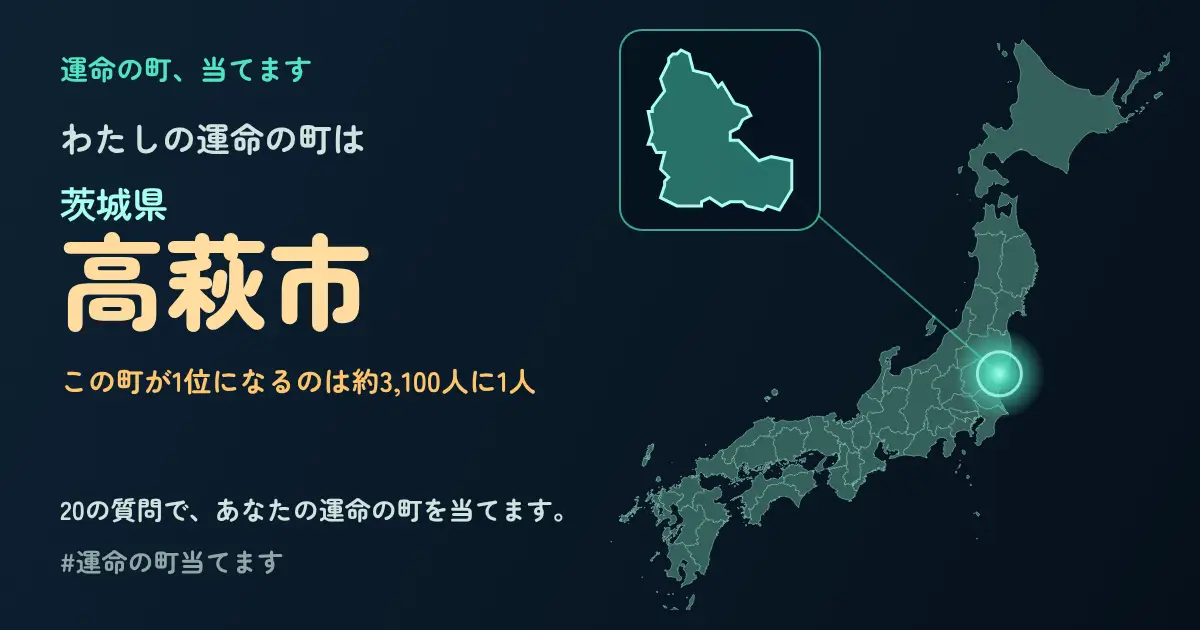 運命の町、当てます
わたしの運命の町は
茨城県
高萩市
この町が1位になるのは約3,100人に1人
20の質問で、あなたの運命の町を当てます。
#運命の町当てます